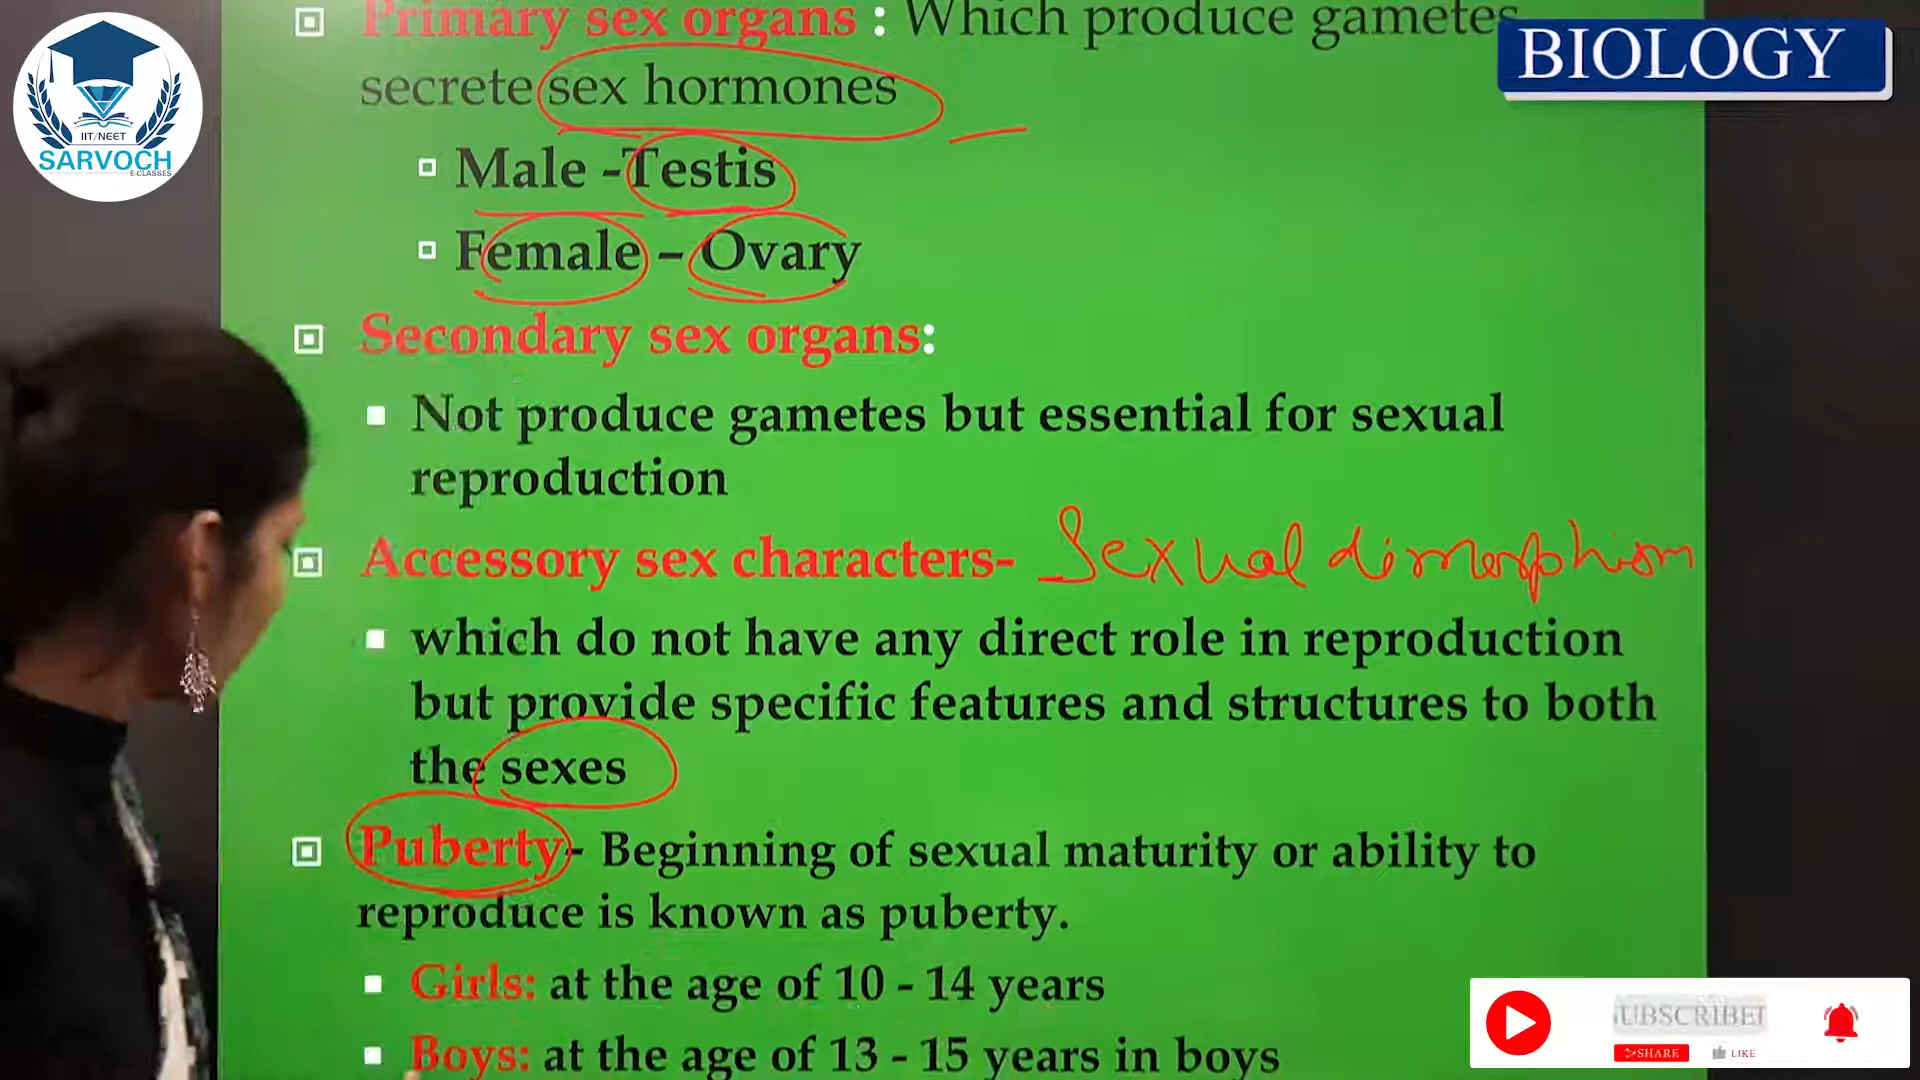 Primary sex organs : Which produce gametes
BIOLOGY
secrete sex hormones
IIT/NEET
SARVOCH
E-CLASSES
Male -Testis
Female – Ovary
Secondary sex organs:
Not produce gametes but essential for sexual
reproduction
Accessory sex characters- Sexual dimorphism
which do not have any direct role in reproduction
but provide specific features and structures to both
the sexes
Puberty- Beginning of sexual maturity or ability to
reproduce is known as puberty.
Girls: at the age of 10 - 14 years
Boys: at the age of 13 - 15 years in boys
SUBSCRIBE
SHARE
LIKE